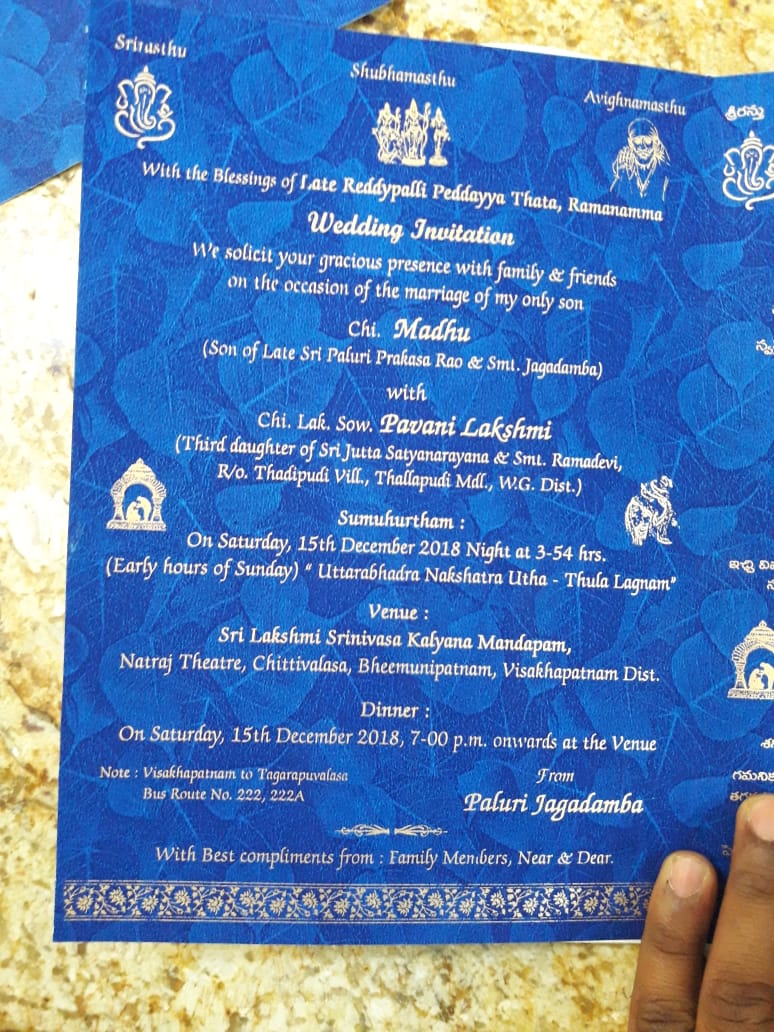 Srirasthu
Shubhamasthu
Avighnamasthu
With the Blessings of Late Reddypalli Peddayya Thata, Ramanamma
Wedding Invitation
We solicit your gracious presence with family & friends
on the occasion of the marriage of my only son
Chi. Madhu
(Son of Late Sri Paluri Prakasa Rao & Smt. Jagadamba)
with
Chi. Lak. Sow. Pavani Lakshmi
(Third daughter of Sri Jutta Satyanarayana & Smt. Ramadevi,
R/o. Thadipudi Vill., Thallapudi Mdl., W.G. Dist.)
Sumuhurtham :
On Saturday, 15th December 2018 Night at 3-54 hrs.
(Early hours of Sunday) “ Uttarabhadra Nakshatra Utha - Thula Lagnam”
Venue :
Sri Lakshmi Srinivasa Kalyana Mandapam,
Natraj Theatre, Chittivalasa, Bheemunipatnam, Visakhapatnam Dist.
Dinner :
On Saturday, 15th December 2018, 7-00 p.m. onwards at the Venue
Note : Visakhapatnam to Tagarapuvalasa
Bus Route No. 222, 222A
From
Paluri Jagadamba
With Best compliments from : Family Members, Near & Dear.
శ్రీరస్తు